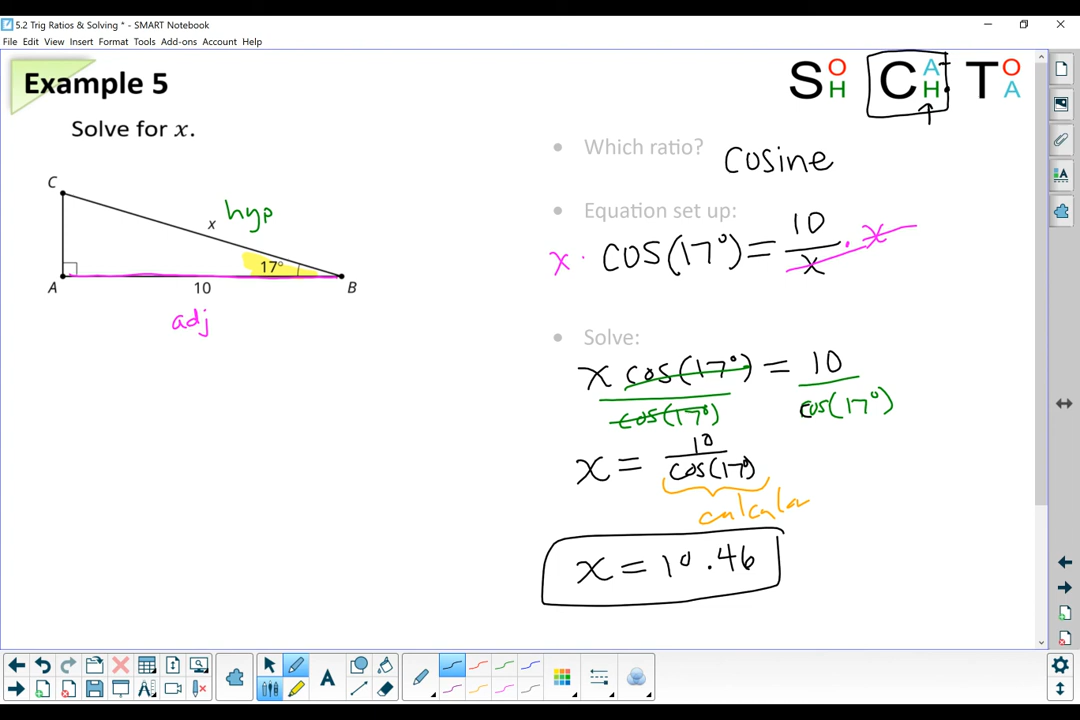 5.2 Trig Ratios & Solving * - SMART Notebook
File Edit View Insert Format Tools Add-ons Account Help
Example 5
S O H C A H T O A
Solve for x.
Which ratio? cosine
Equation set up:
x · cos(17°) = 10/x · x
C
x
hyp
17°
A
10
B
adj
Solve:
x cos(17°) / cos(17°) = 10 / cos(17°)
x = 10 / cos(17°)
x = 10.46
A